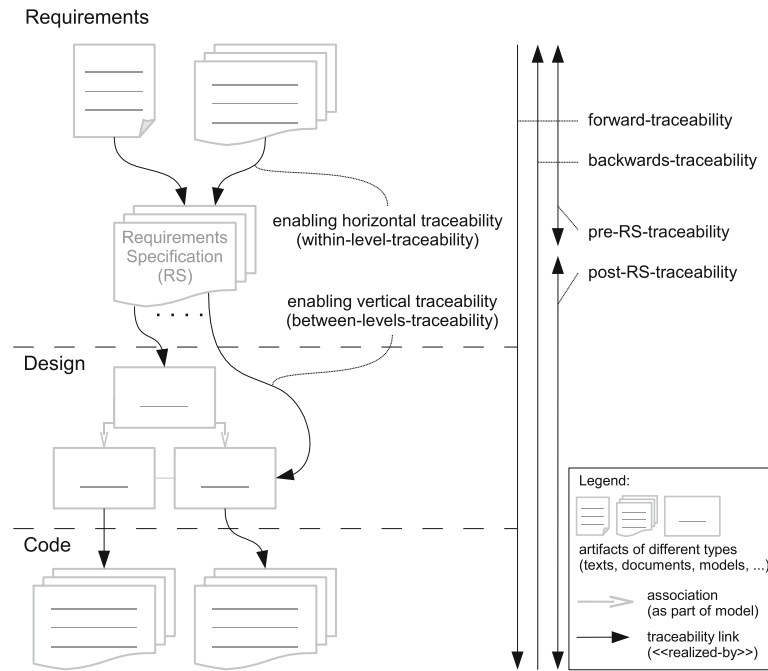 Requirements
forward-traceability
backwards-traceability
enabling horizontal traceability
(within-level-traceability)
Requirements
Specification
(RS)
pre-RS-traceability
post-RS-traceability
enabling vertical traceability
(between-levels-traceability)
.....
Design
Code
Legend:
artifacts of different types
(texts, documents, models, ...)
association
(as part of model)
traceability link
(<<realized-by>>)